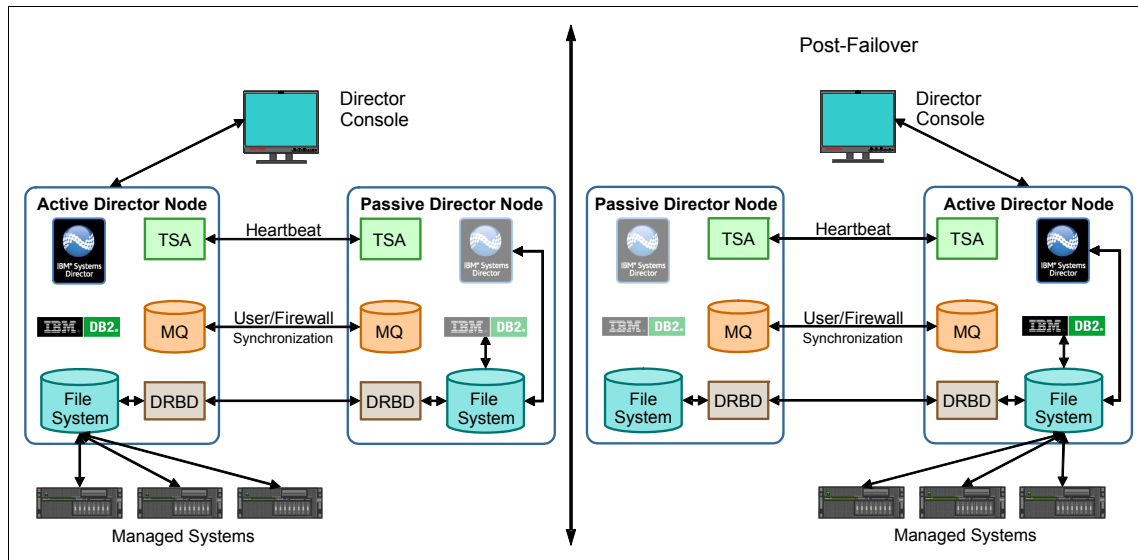 Post-Failover
Director
Console
Director
Console
Active Director Node
Passive Director Node
Passive Director Node
Active Director Node
TSA
Heartbeat
TSA
TSA
Heartbeat
TSA
IBM® Systems
Director
IBM® Systems
Director
IBM® Systems
Director
IBM® Systems
Director
IBM. DB2.
MQ
User/Firewall
Synchronization
MQ
IBM. DB2.
IBM. DB2.
MQ
User/Firewall
Synchronization
MQ
IBM. DB2.
File
System
DRBD
DRBD
File
System
File
System
DRBD
DRBD
File
System
Managed Systems
Managed Systems